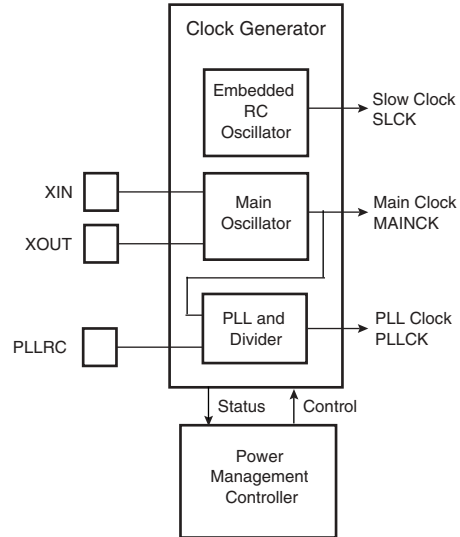 Clock Generator
Embedded
RC
Oscillator
Slow Clock
SLCK
XIN
Main
Oscillator
Main Clock
MAINCK
XOUT
PLL and
Divider
PLL Clock
PLLCK
PLLRC
Status
Control
Power
Management
Controller